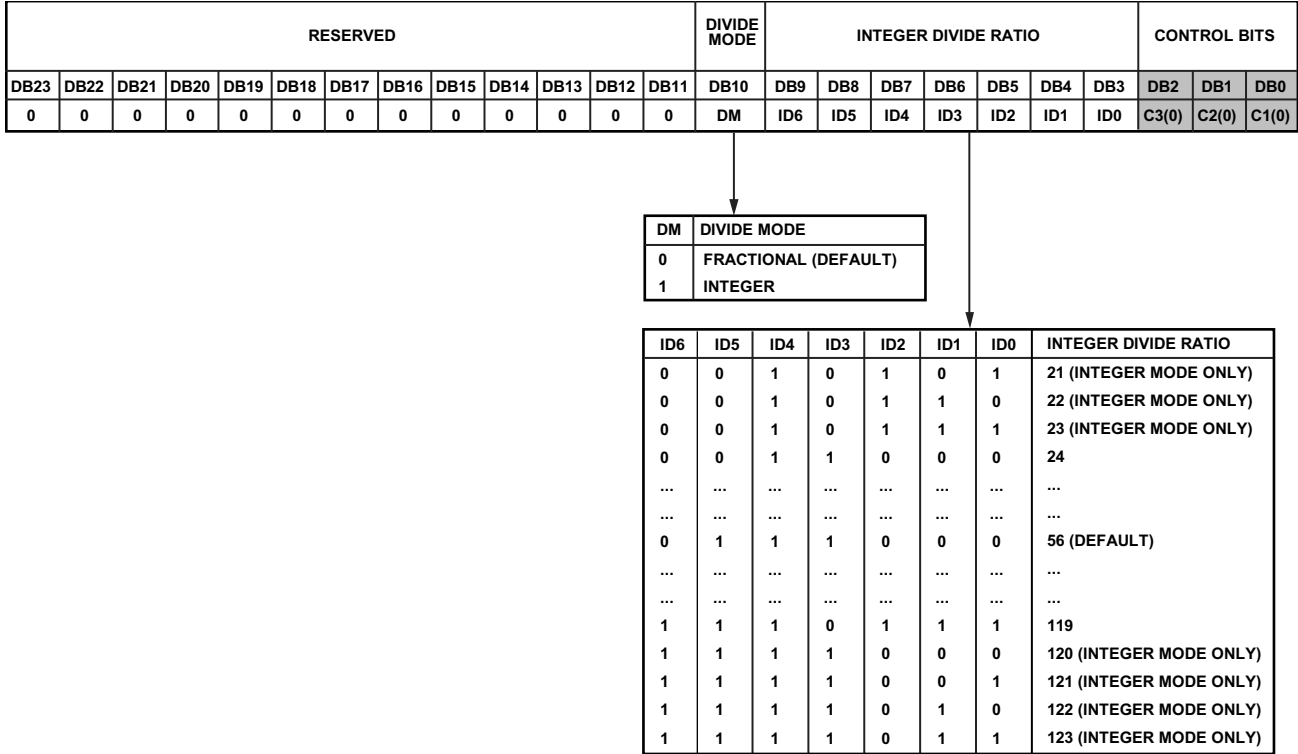 RESERVED DIVIDE MODE INTEGER DIVIDE RATIO CONTROL BITS
DB23 DB22 DB21 DB20 DB19 DB18 DB17 DB16 DB15 DB14 DB13 DB12 DB11 DB10 DB9 DB8 DB7 DB6 DB5 DB4 DB3 DB2 DB1 DB0
0 0 0 0 0 0 0 0 0 0 0 0 0 DM ID6 ID5 ID4 ID3 ID2 ID1 ID0 C3(0) C2(0) C1(0)
DM DIVIDE MODE
0 FRACTIONAL (DEFAULT)
1 INTEGER
ID6 ID5 ID4 ID3 ID2 ID1 ID0 INTEGER DIVIDE RATIO
0 0 1 0 1 0 1 21 (INTEGER MODE ONLY)
0 0 1 0 1 1 0 22 (INTEGER MODE ONLY)
0 0 1 0 1 1 1 23 (INTEGER MODE ONLY)
0 0 1 1 0 0 0 24
... ... ... ... ... ... ... ...
... ... ... ... ... ... ... ...
0 1 1 1 0 0 0 56 (DEFAULT)
... ... ... ... ... ... ... ...
... ... ... ... ... ... ... ...
1 1 1 0 1 1 1 119
1 1 1 1 0 0 0 120 (INTEGER MODE ONLY)
1 1 1 1 0 0 1 121 (INTEGER MODE ONLY)
1 1 1 1 0 1 0 122 (INTEGER MODE ONLY)
1 1 1 1 0 1 1 123 (INTEGER MODE ONLY)